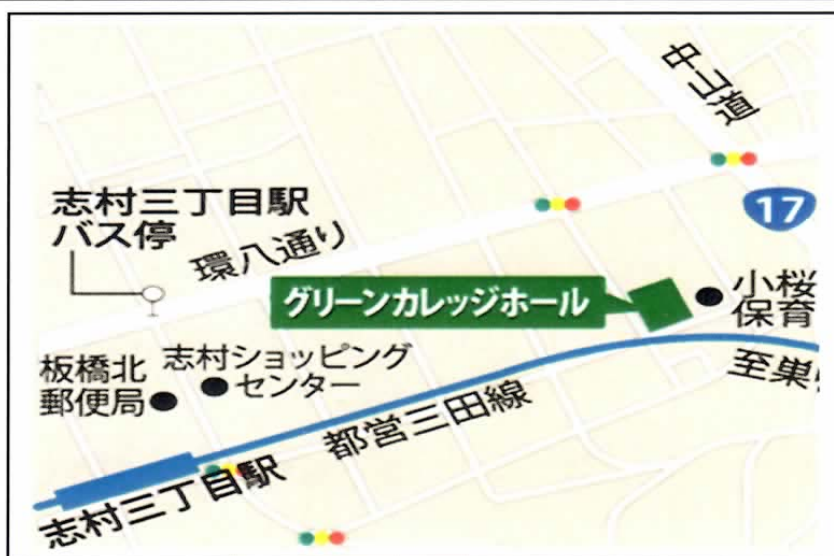 中山道
17
志村三丁目駅
バス停
環八通り
グリーンカレッジホール
小桜
保育
板橋北
郵便局
志村ショッピング
センター
至巣
都営三田線
志村三丁目駅